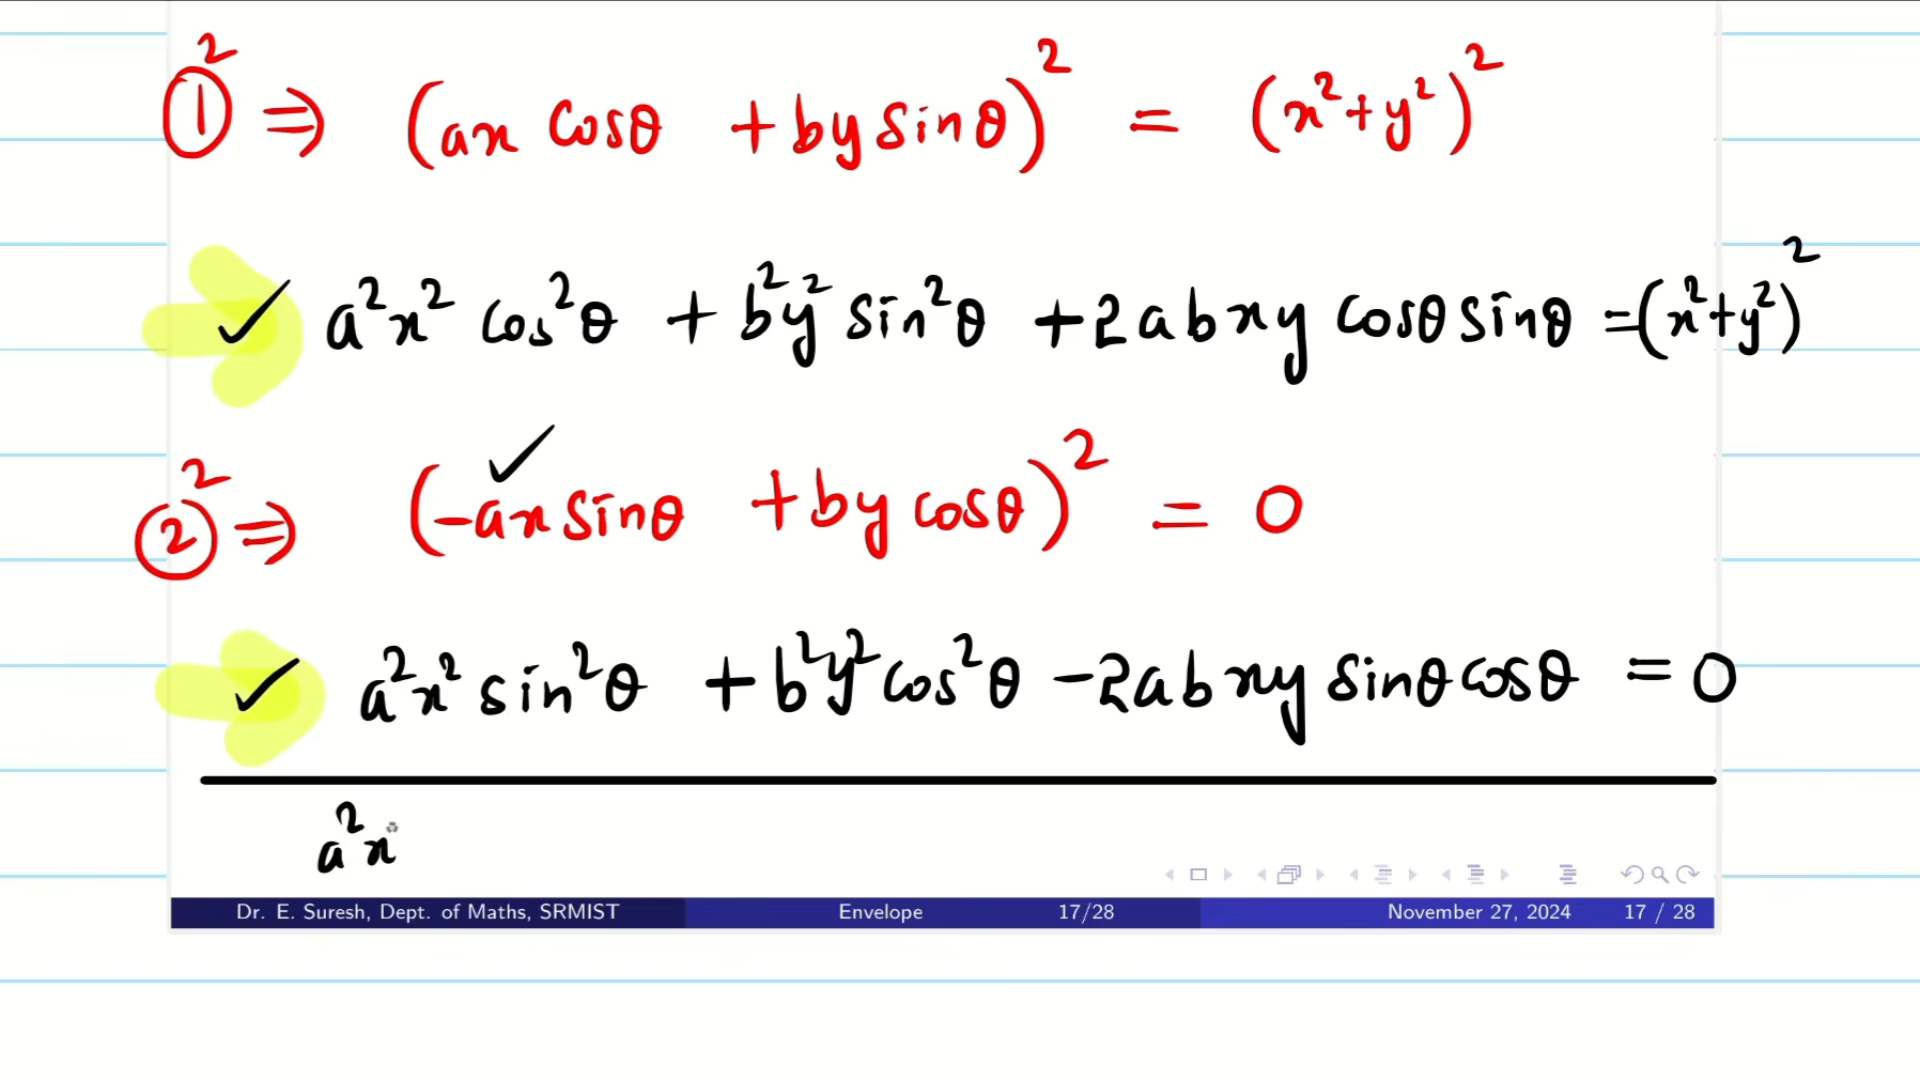 ①² ⇒ (ax cosθ + by sinθ)² = (x²+y²)²
✓ a²x² cos²θ + b²y² sin²θ + 2abxy cosθ sinθ = (x²+y²)²
✓
②² ⇒ (-ax sinθ + by cosθ)² = 0
✓ a²x² sin²θ + b²y² cos²θ - 2abxy sinθ cosθ = 0
a²x
Dr. E. Suresh, Dept. of Maths, SRMIST Envelope 17/28 November 27, 2024 17 / 28